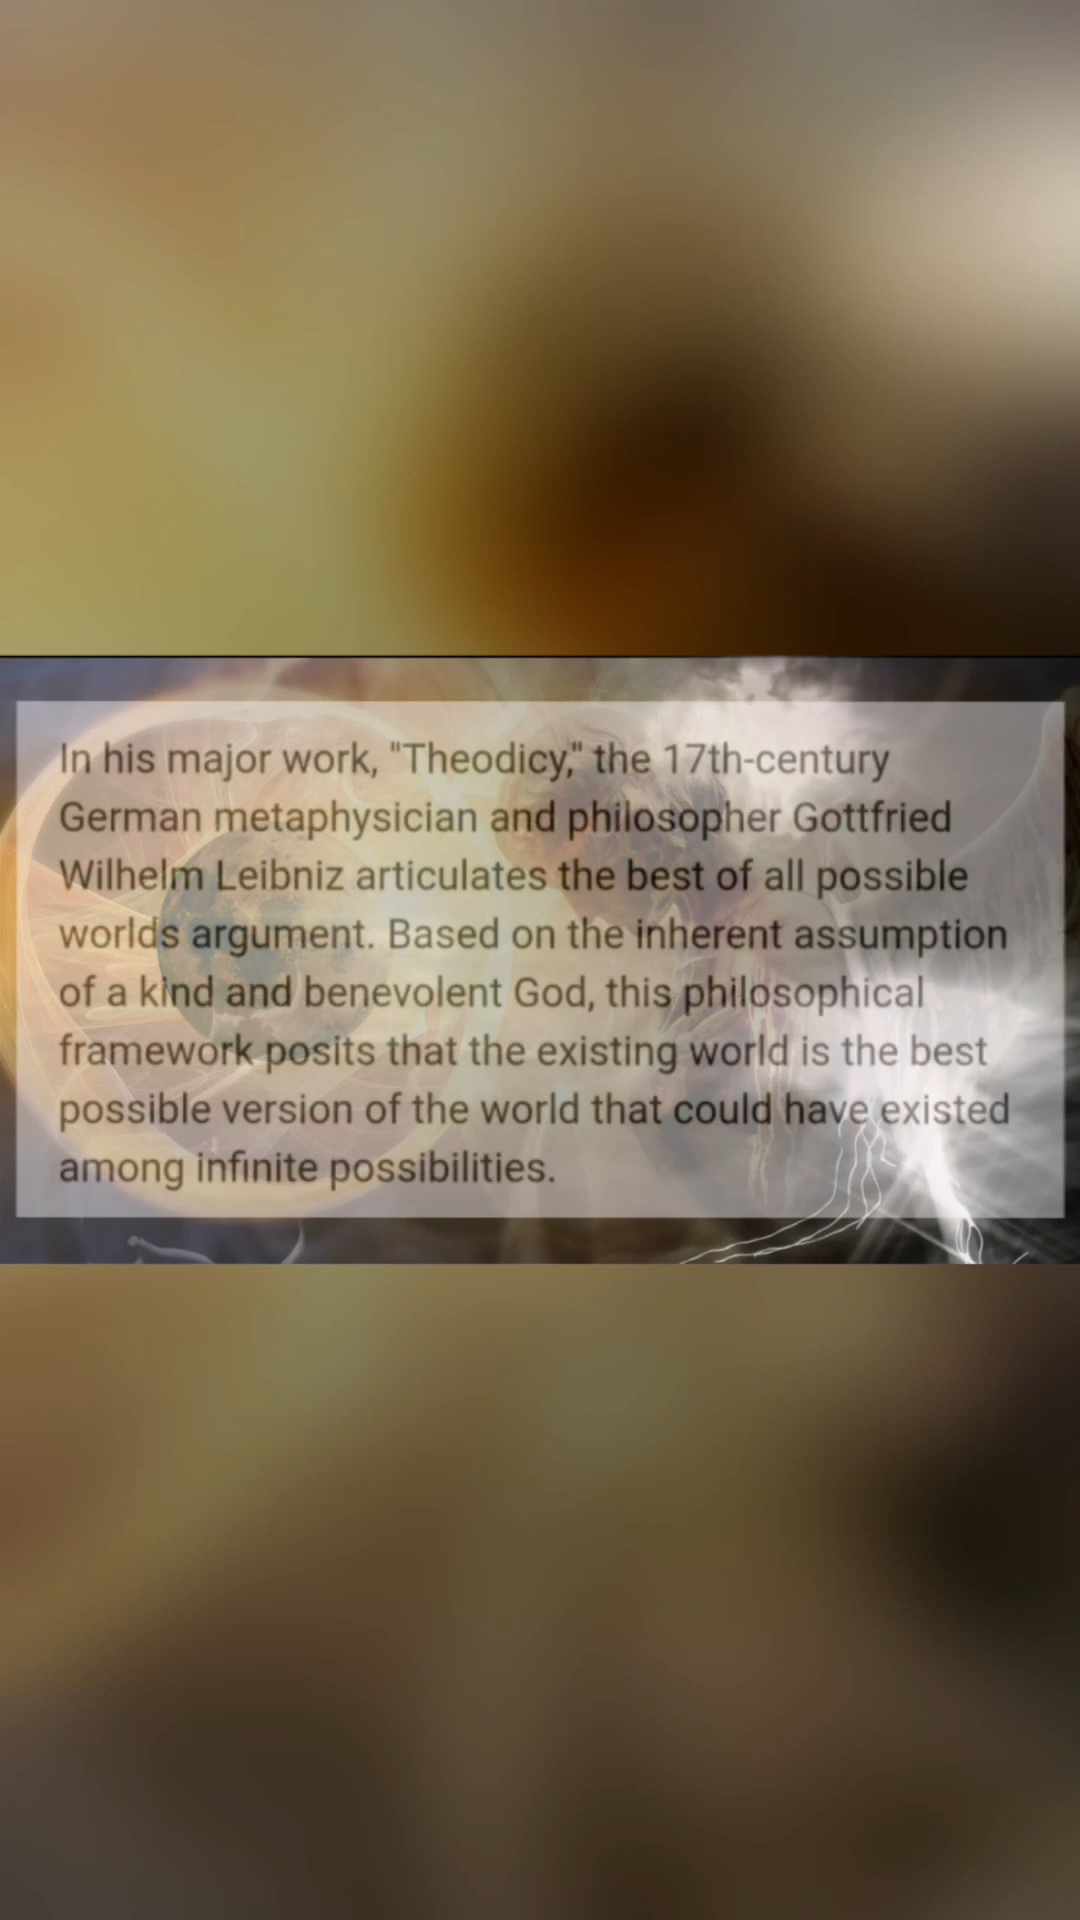 In his major work, "Theodicy," the 17th-century
German metaphysician and philosopher Gottfried
Wilhelm Leibniz articulates the best of all possible
worlds argument. Based on the inherent assumption
of a kind and benevolent God, this philosophical
framework posits that the existing world is the best
possible version of the world that could have existed
among infinite possibilities.